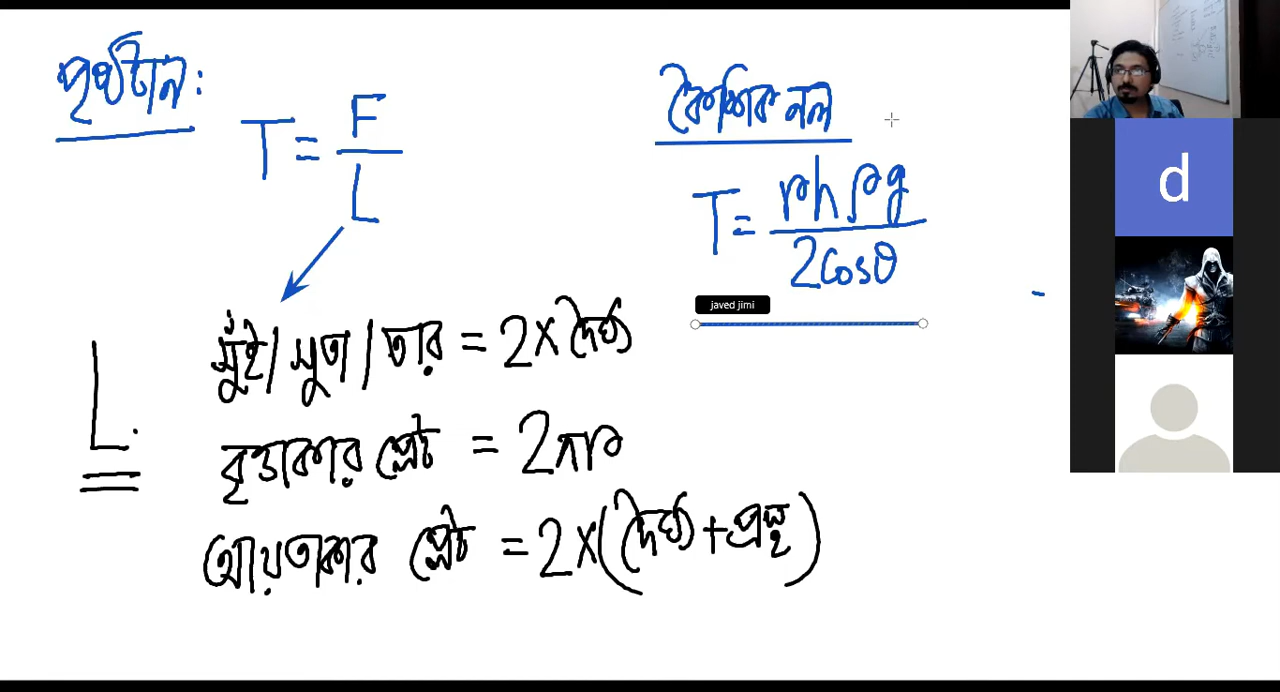 পৃষ্ঠটান:
T = F/L
কৈশিক নল
T = rhρg/2cosθ
javed jimi
d
L.
সুঁই/ সুতা / তার = 2× দৈর্ঘ্য
বৃত্তাকার প্লেট = 2πr
আয়তাকার প্লেট = 2×(দৈর্ঘ্য+প্রস্থ)